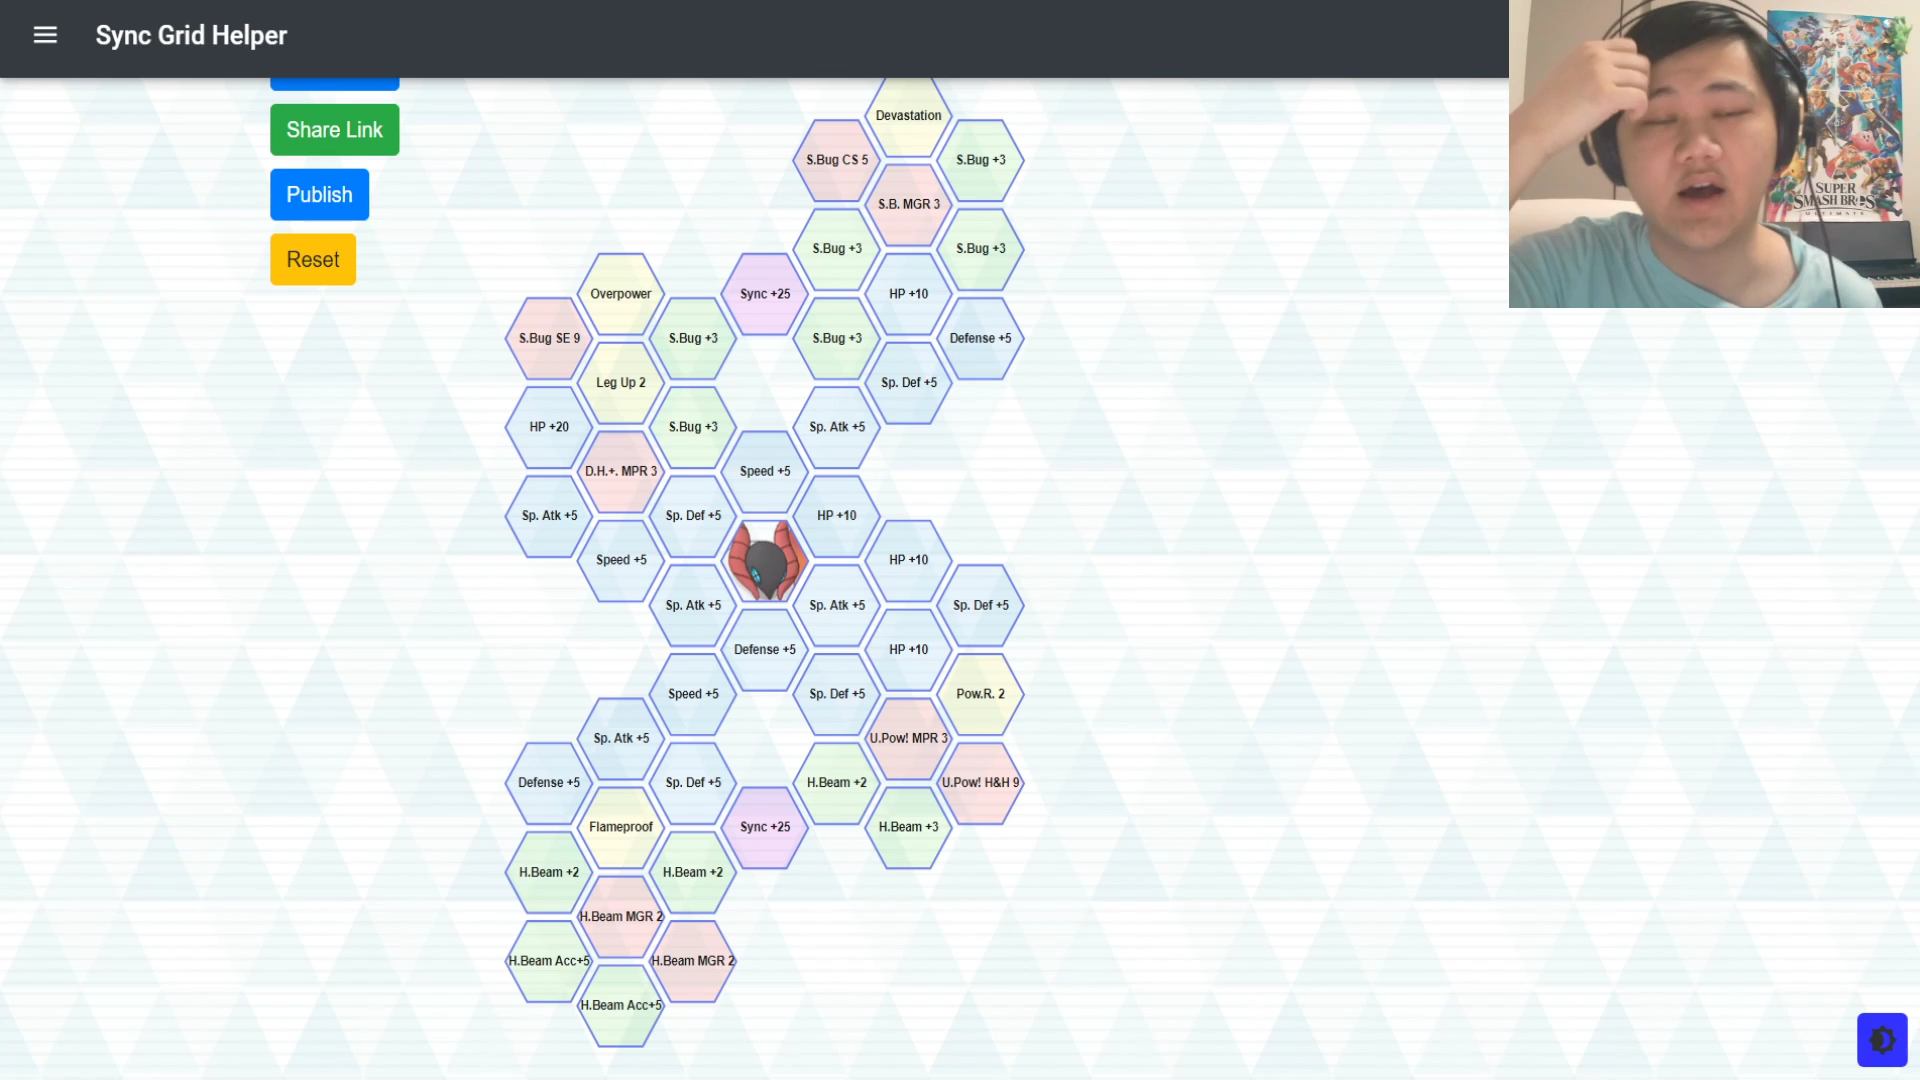 Sync Grid Helper
Share Link
Publish
Reset
Devastation
S.Bug CS 5
S.Bug +3
S.B. MGR 3
S.Bug +3
S.Bug +3
Overpower
Sync +25
HP +10
S.Bug SE 9
S.Bug +3
S.Bug +3
Defense +5
Leg Up 2
Sp. Def +5
HP +20
S.Bug +3
Sp. Atk +5
D.H.+. MPR 3
Speed +5
Sp. Atk +5
Sp. Def +5
HP +10
Speed +5
HP +10
Sp. Atk +5
Sp. Atk +5
Sp. Def +5
Defense +5
HP +10
Speed +5
Sp. Def +5
Pow.R. 2
Sp. Atk +5
U.Pow! MPR 3
Defense +5
Sp. Def +5
H.Beam +2
U.Pow! H&H 9
Flameproof
Sync +25
H.Beam +3
H.Beam +2
H.Beam +2
H.Beam MGR 2
H.Beam Acc+5
H.Beam MGR 2
H.Beam Acc+5
SUPER
SMASH BROS
ULTIMATE